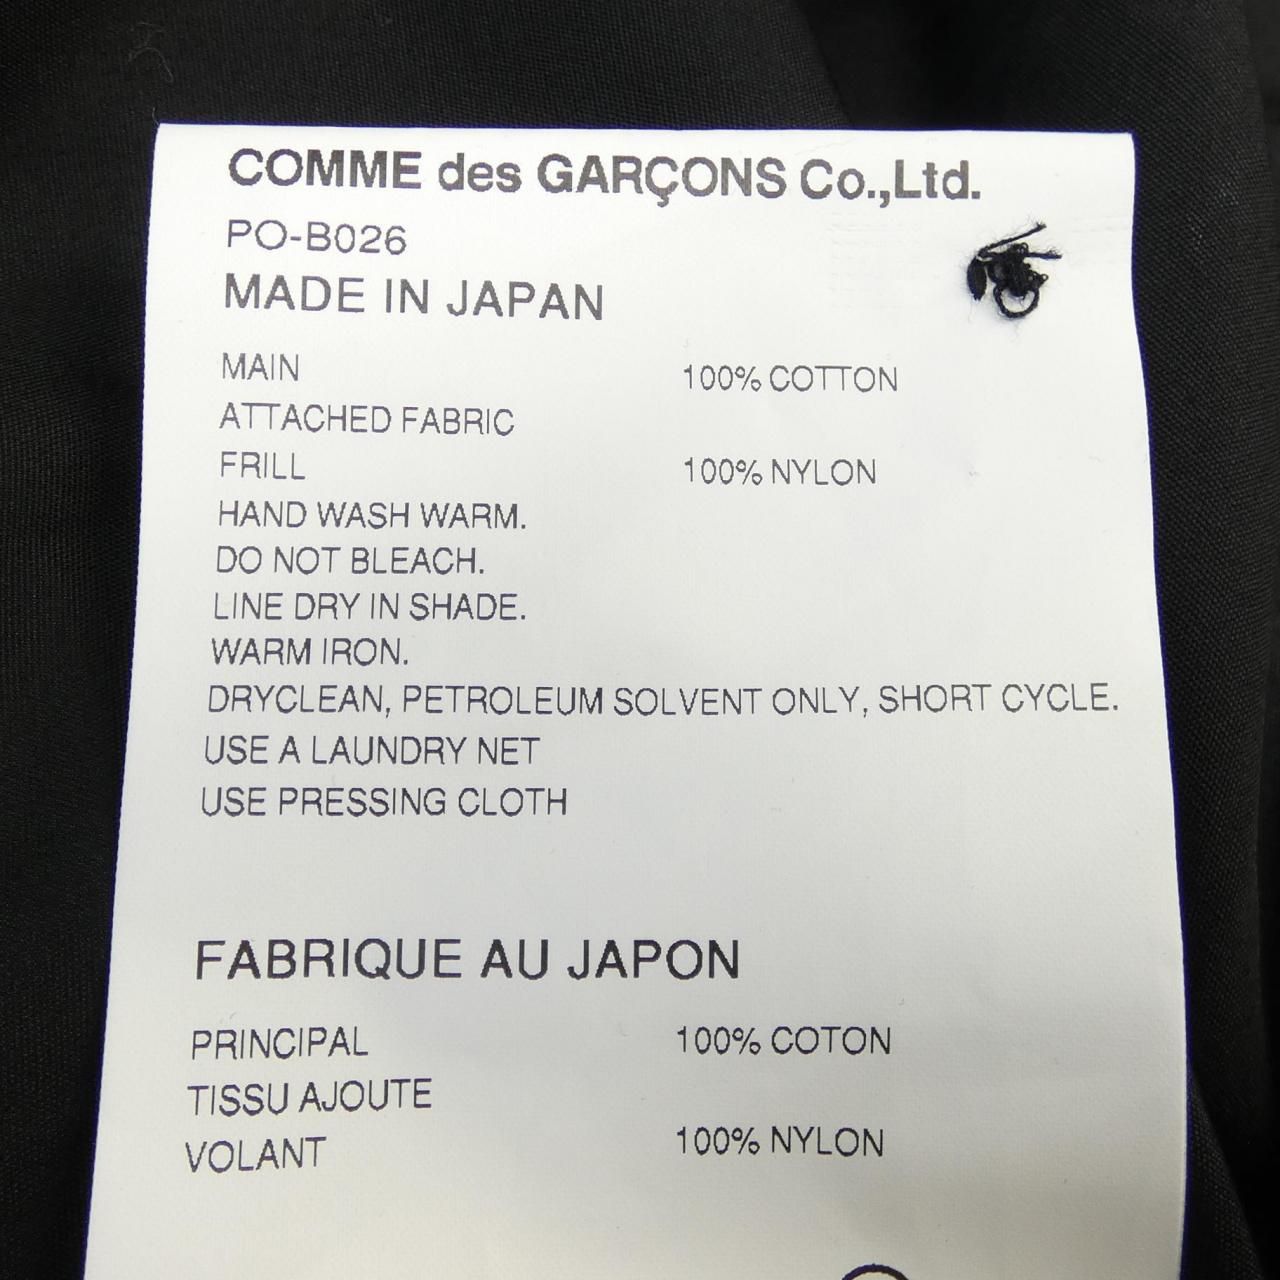 COMME des GARÇONS Co.,Ltd.
PO-B026
MADE IN JAPAN
MAIN 100% COTTON
ATTACHED FABRIC
FRILL 100% NYLON
HAND WASH WARM.
DO NOT BLEACH.
LINE DRY IN SHADE.
WARM IRON.
DRYCLEAN, PETROLEUM SOLVENT ONLY, SHORT CYCLE.
USE A LAUNDRY NET
USE PRESSING CLOTH
FABRIQUE AU JAPON
PRINCIPAL 100% COTON
TISSU AJOUTE
VOLANT 100% NYLON